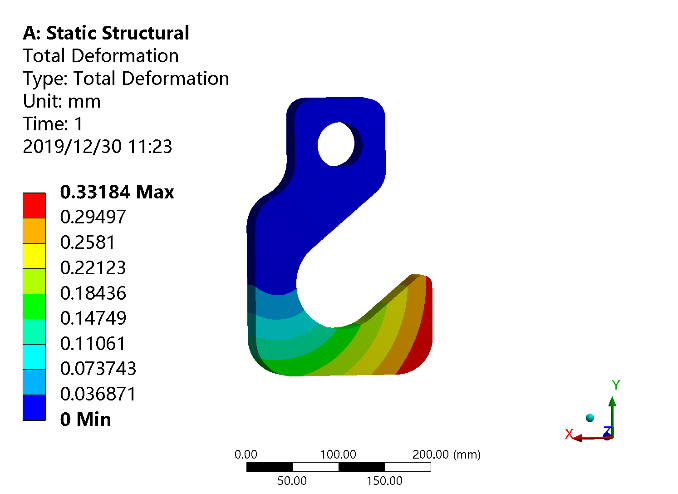 A: Static Structural
Total Deformation
Type: Total Deformation
Unit: mm
Time: 1
2019/12/30 11:23
0.33184 Max
0.29497
0.2581
0.22123
0.18436
0.14749
0.11061
0.073743
0.036871
0 Min
Y
X Z
0.00 100.00 200.00 (mm)
50.00 150.00